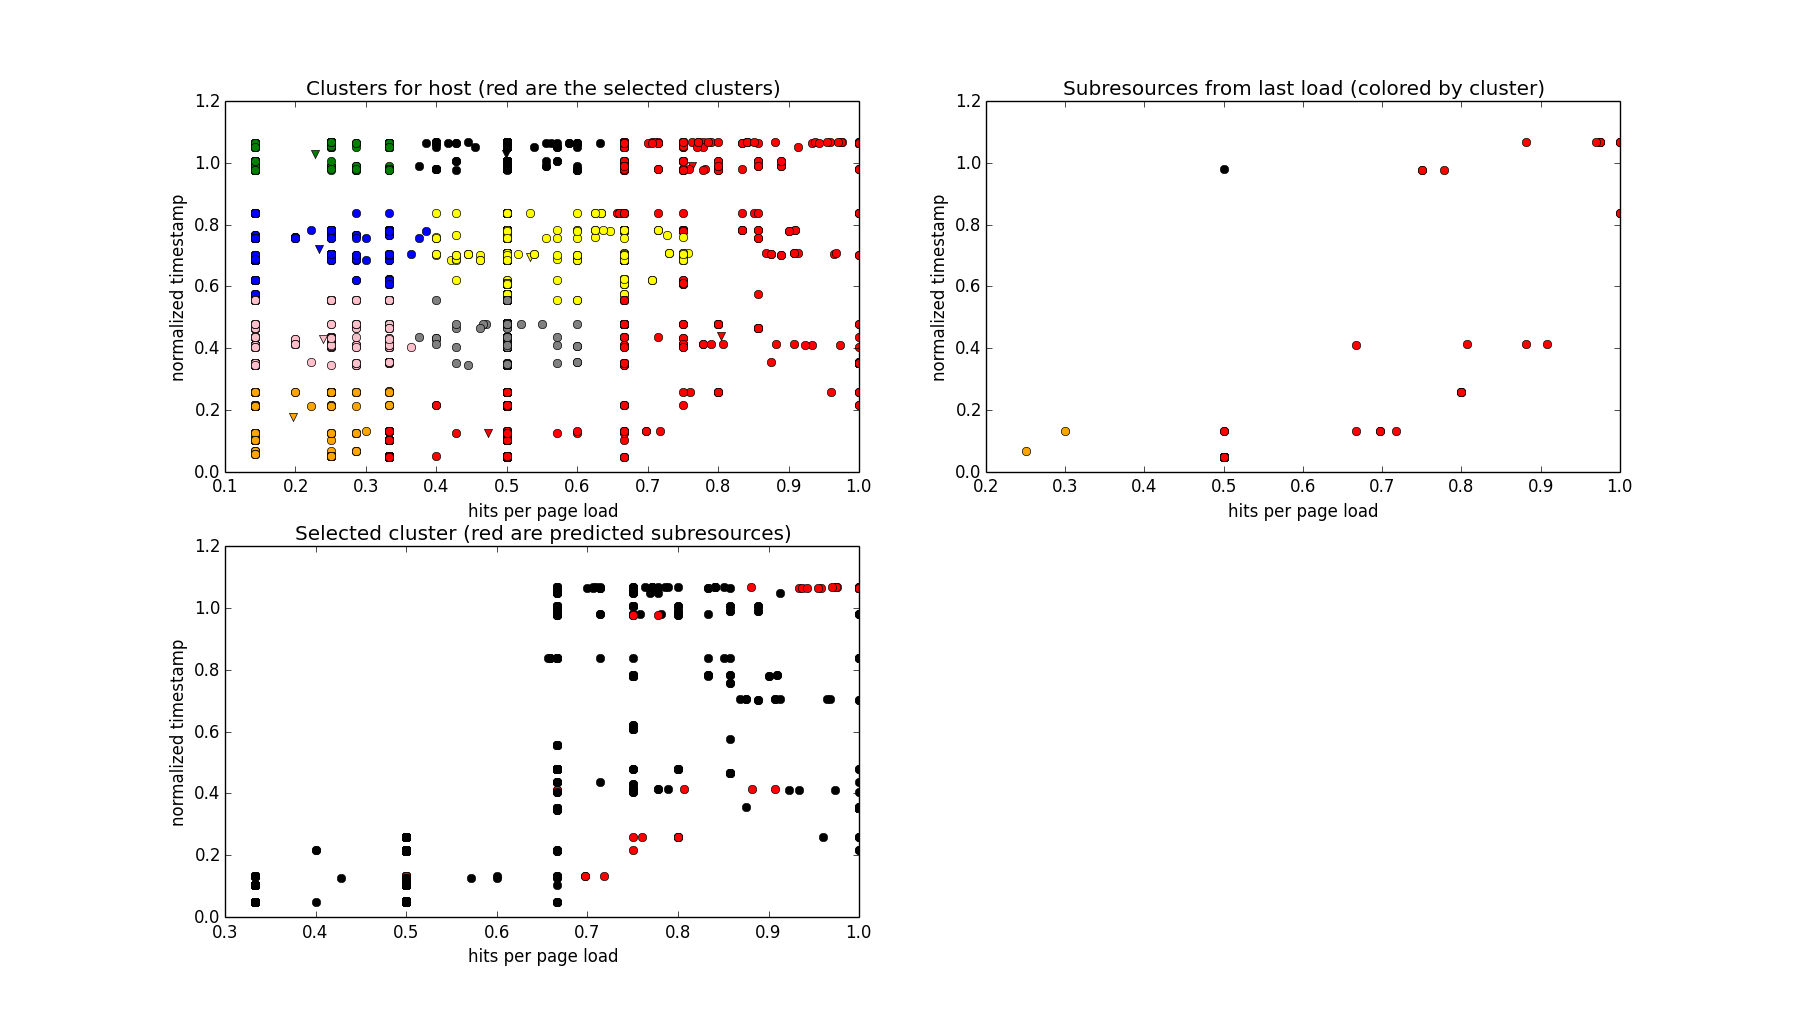 Clusters for host (red are the selected clusters)
1.2
1.0
0.8
0.6
0.4
0.2
0.0
normalized timestamp
0.1 0.2 0.3 0.4 0.5 0.6 0.7 0.8 0.9 1.0
hits per page load
Subresources from last load (colored by cluster)
1.2
1.0
0.8
0.6
0.4
0.2
0.0
normalized timestamp
0.2 0.3 0.4 0.5 0.6 0.7 0.8 0.9 1.0
hits per page load
Selected cluster (red are predicted subresources)
1.2
1.0
0.8
0.6
0.4
0.2
0.0
normalized timestamp
0.3 0.4 0.5 0.6 0.7 0.8 0.9 1.0
hits per page load